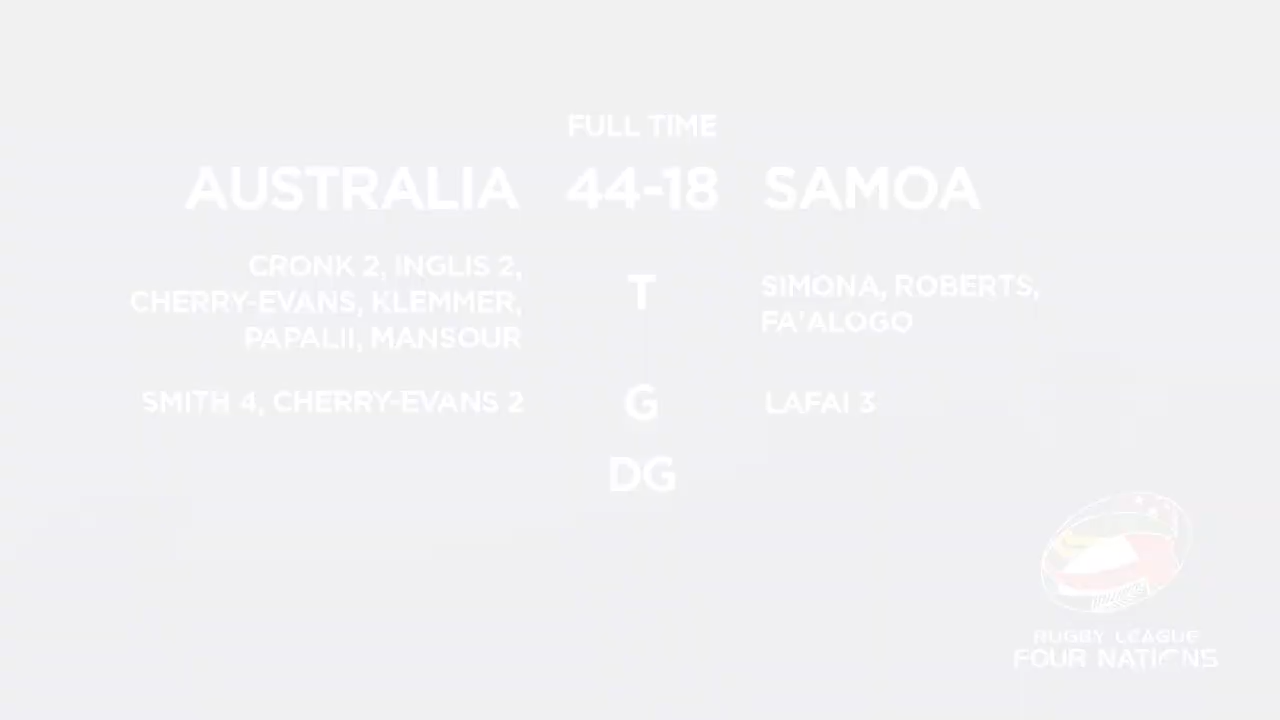 FULL TIME
AUSTRALIA 44-18 SAMOA
CRONK 2, INGLIS 2,
CHERRY-EVANS, KLEMMER,
PAPALII, MANSOUR
T
SIMONA, ROBERTS,
FA'ALOGO
SMITH 4, CHERRY-EVANS 2 G LAFAI 3
DG
RUGBY LEAGUE
FOUR NATIONS